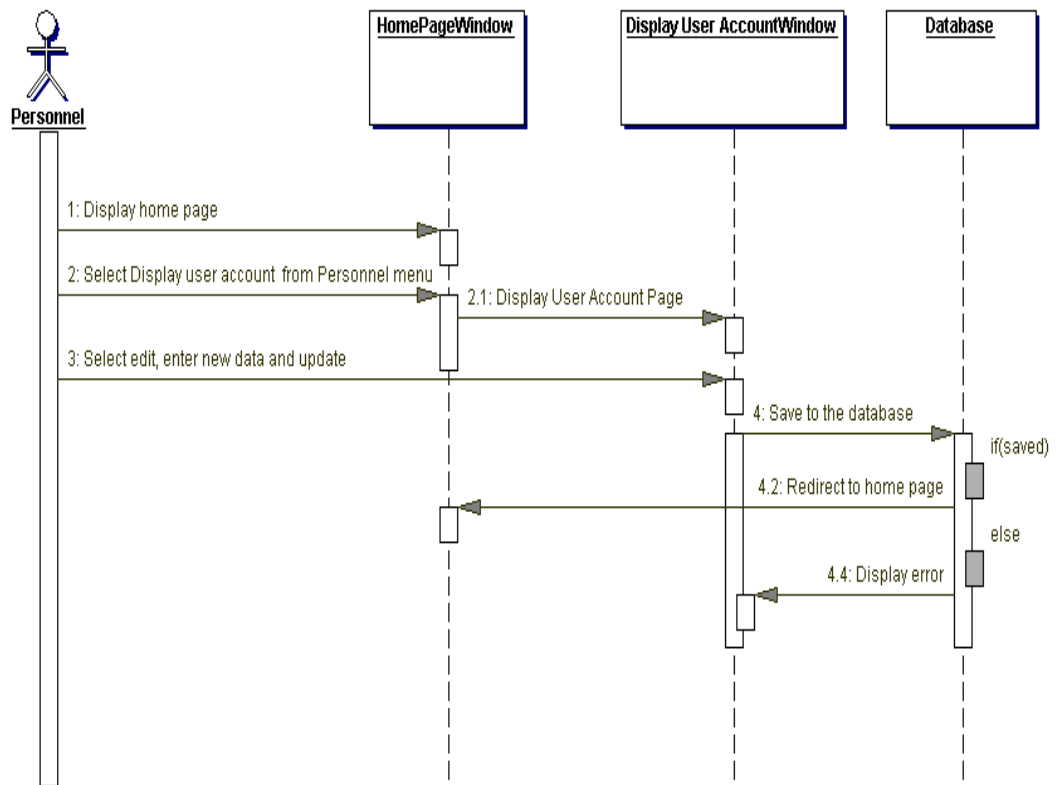 HomePageWindow
Display User AccountWindow
Database
Personnel
1: Display home page
2: Select Display user account from Personnel menu
2.1: Display User Account Page
3: Select edit, enter new data and update
4: Save to the database
if(saved)
4.2: Redirect to home page
else
4.4: Display error